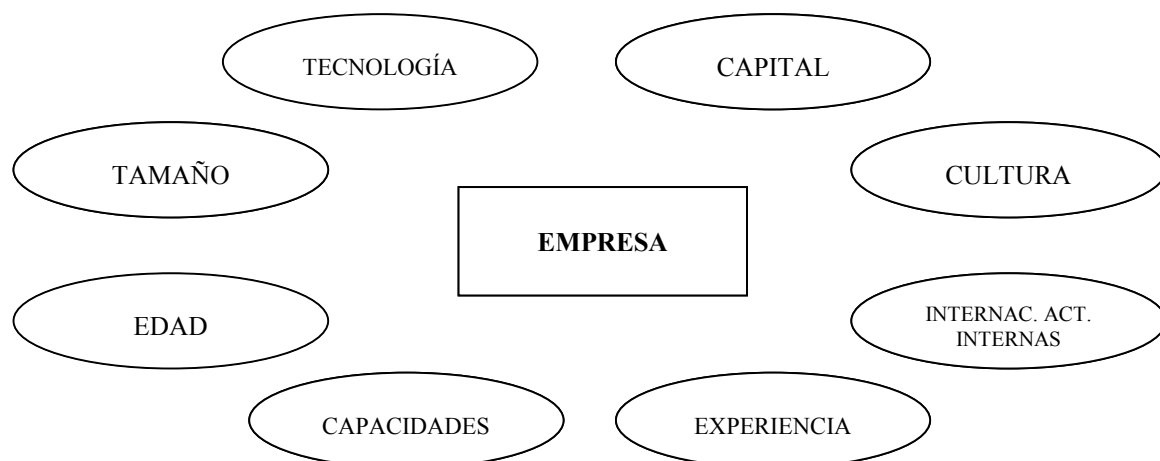 TECNOLOGÍA
CAPITAL
TAMAÑO
CULTURA
EMPRESA
EDAD
INTERNAC. ACT.
INTERNAS
CAPACIDADES
EXPERIENCIA